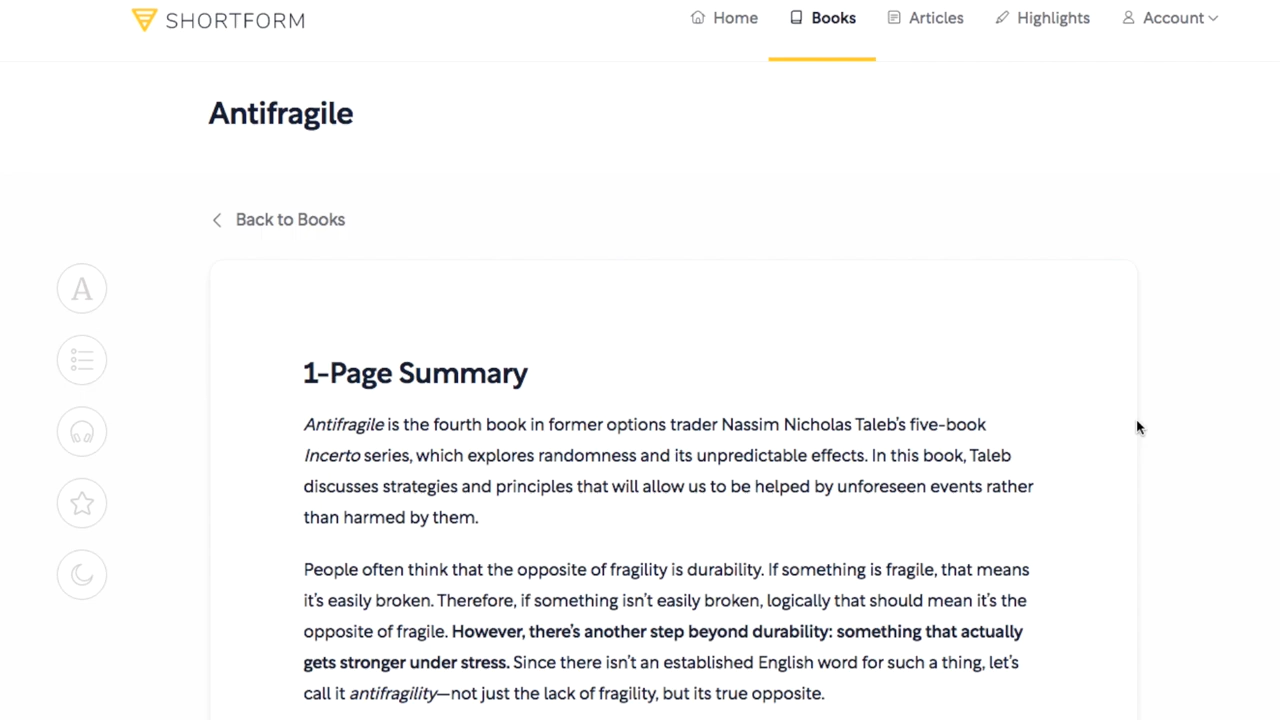 SHORTFORM
Home
Books
Articles
Highlights
Account
Antifragile
Back to Books
A
1-Page Summary
Antifragile is the fourth book in former options trader Nassim Nicholas Taleb’s five-book
Incerto series, which explores randomness and its unpredictable effects. In this book, Taleb
discusses strategies and principles that will allow us to be helped by unforeseen events rather
than harmed by them.
People often think that the opposite of fragility is durability. If something is fragile, that means
it’s easily broken. Therefore, if something isn’t easily broken, logically that should mean it’s the
opposite of fragile. However, there’s another step beyond durability: something that actually
gets stronger under stress. Since there isn’t an established English word for such a thing, let’s
call it antifragility—not just the lack of fragility, but its true opposite.